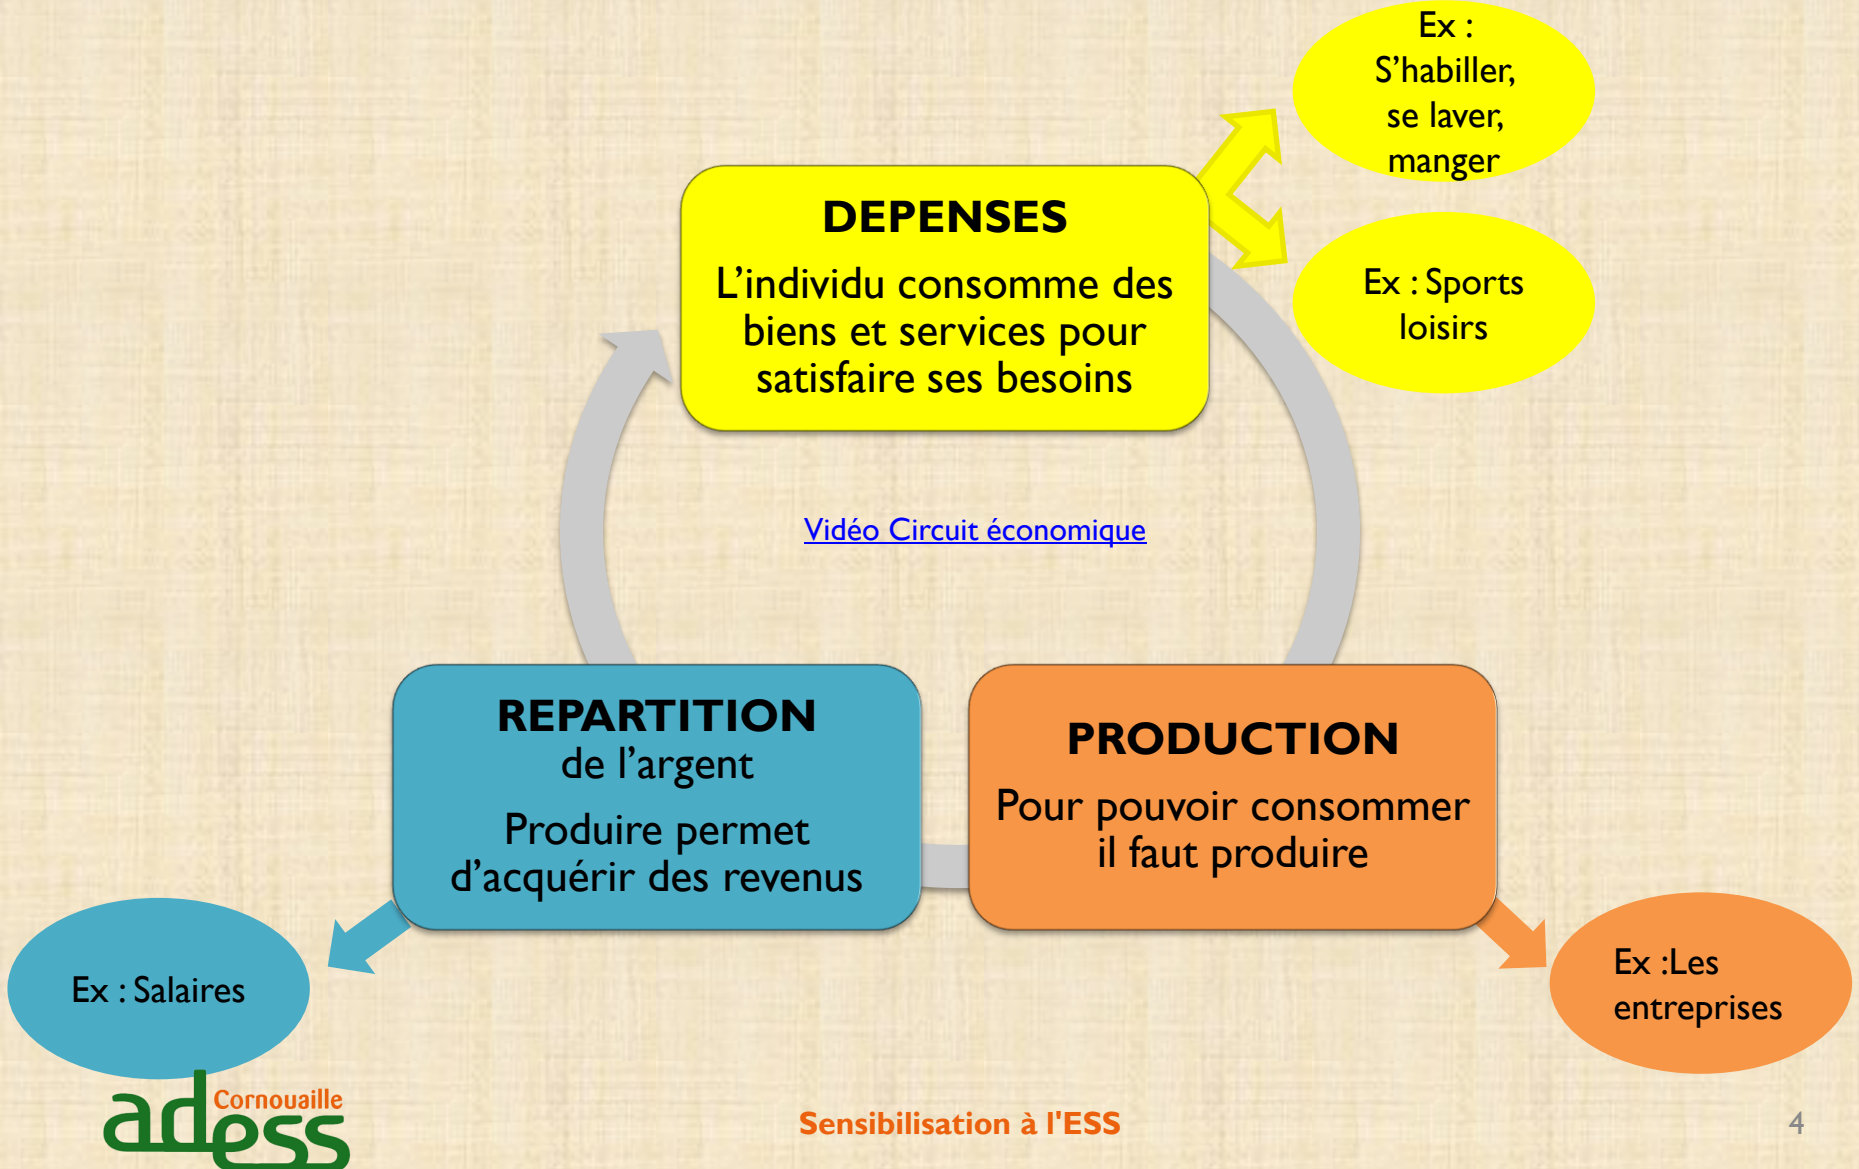 Ex :
S’habiller,
se laver,
manger
DEPENSES
L’individu consomme des
biens et services pour
satisfaire ses besoins
Ex : Sports
loisirs
Vidéo Circuit économique
REPARTITION
de l’argent
Produire permet
d’acquérir des revenus
PRODUCTION
Pour pouvoir consommer
il faut produire
Ex : Salaires
Ex :Les
entreprises
Cornouaille
adess
Sensibilisation à l'ESS
4